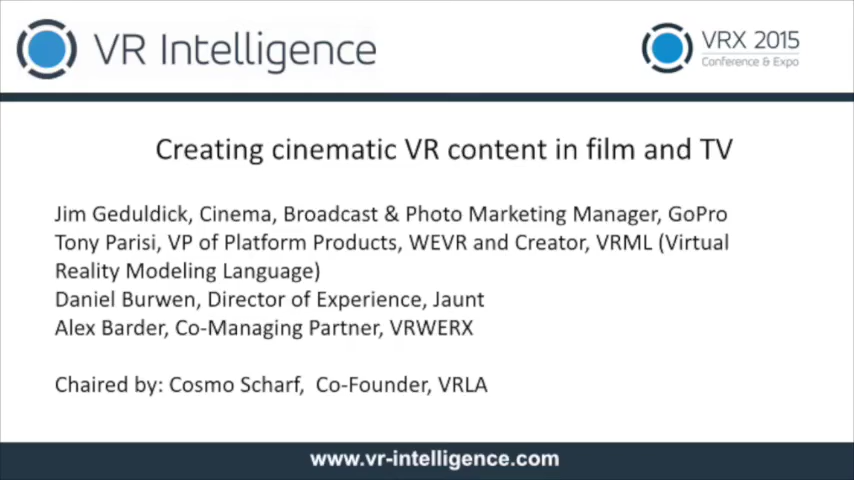 VR Intelligence
VRX 2015
Conference & Expo
Creating cinematic VR content in film and TV
Jim Geduldick, Cinema, Broadcast & Photo Marketing Manager, GoPro
Tony Parisi, VP of Platform Products, WEVR and Creator, VRML (Virtual
Reality Modeling Language)
Daniel Burwen, Director of Experience, Jaunt
Alex Barder, Co-Managing Partner, VRWERX
Chaired by: Cosmo Scharf,  Co-Founder, VRLA
www.vr-intelligence.com